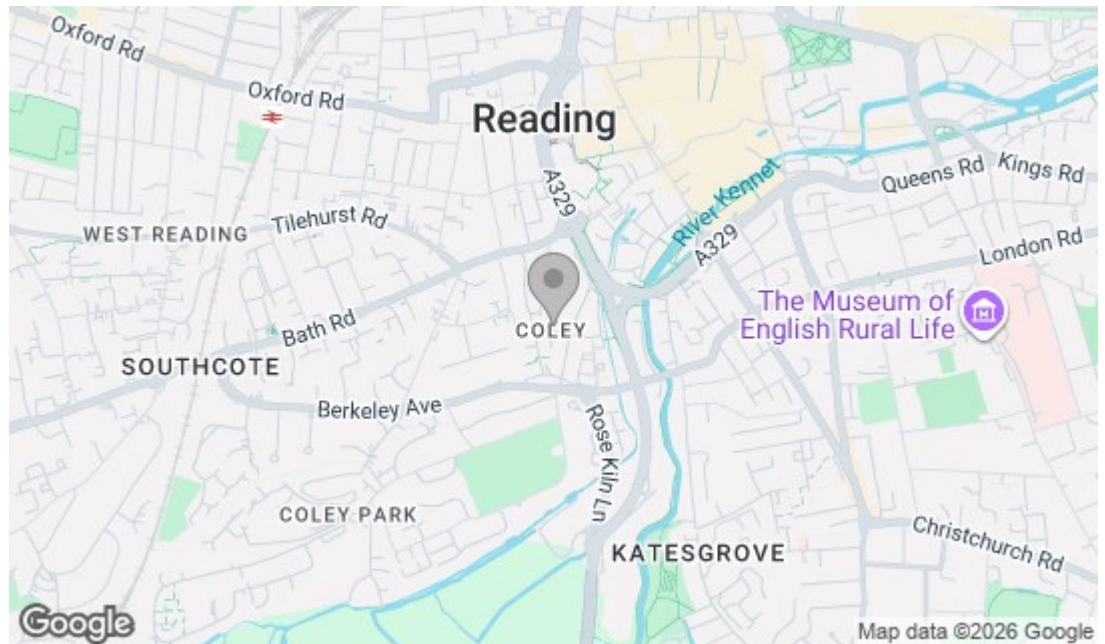 Oxford Rd
Oxford Rd
Reading
A329
River Kennet
Queens Rd
Kings Rd
WEST READING
Tilehurst Rd
A329
London Rd
Bath Rd
COLEY
The Museum of
English Rural Life
SOUTHCOTE
Berkeley Ave
Rose Kiln Ln
COLEY PARK
KATESGROVE
Christchurch Rd
Google
Map data ©2026 Google